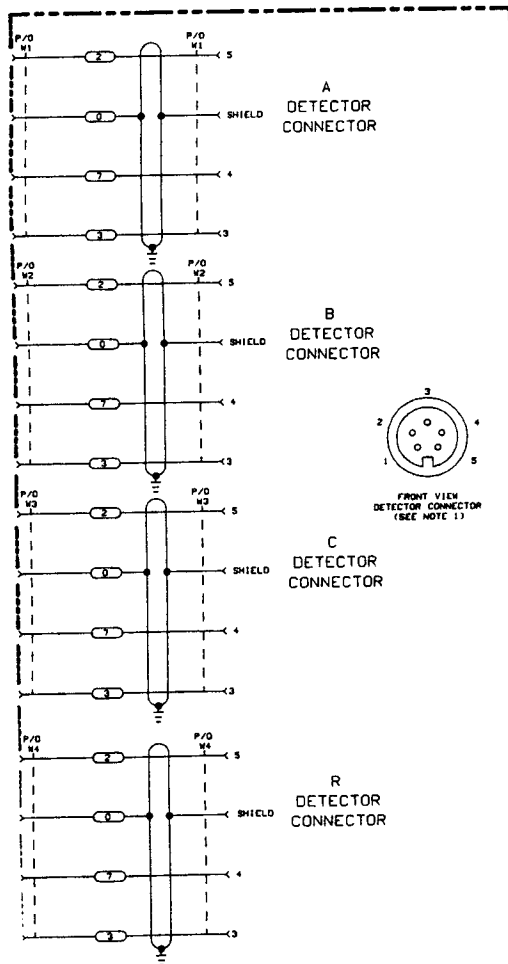 P/O P/O
W1 W1
2 5
A
DETECTOR
CONNECTOR
0 SHIELD
7 4
3 3
P/O P/O
W2 W2
2 5
B
DETECTOR
CONNECTOR
0 SHIELD
7 4
3 3
3
2 4
1 5
FRONT VIEW
DETECTOR CONNECTOR
(SEE NOTE 1)
P/O P/O
W3 W3
2 5
C
DETECTOR
CONNECTOR
0 SHIELD
7 4
3 3
P/O P/O
W4 W4
2 5
R
DETECTOR
CONNECTOR
0 SHIELD
7 4
3 3